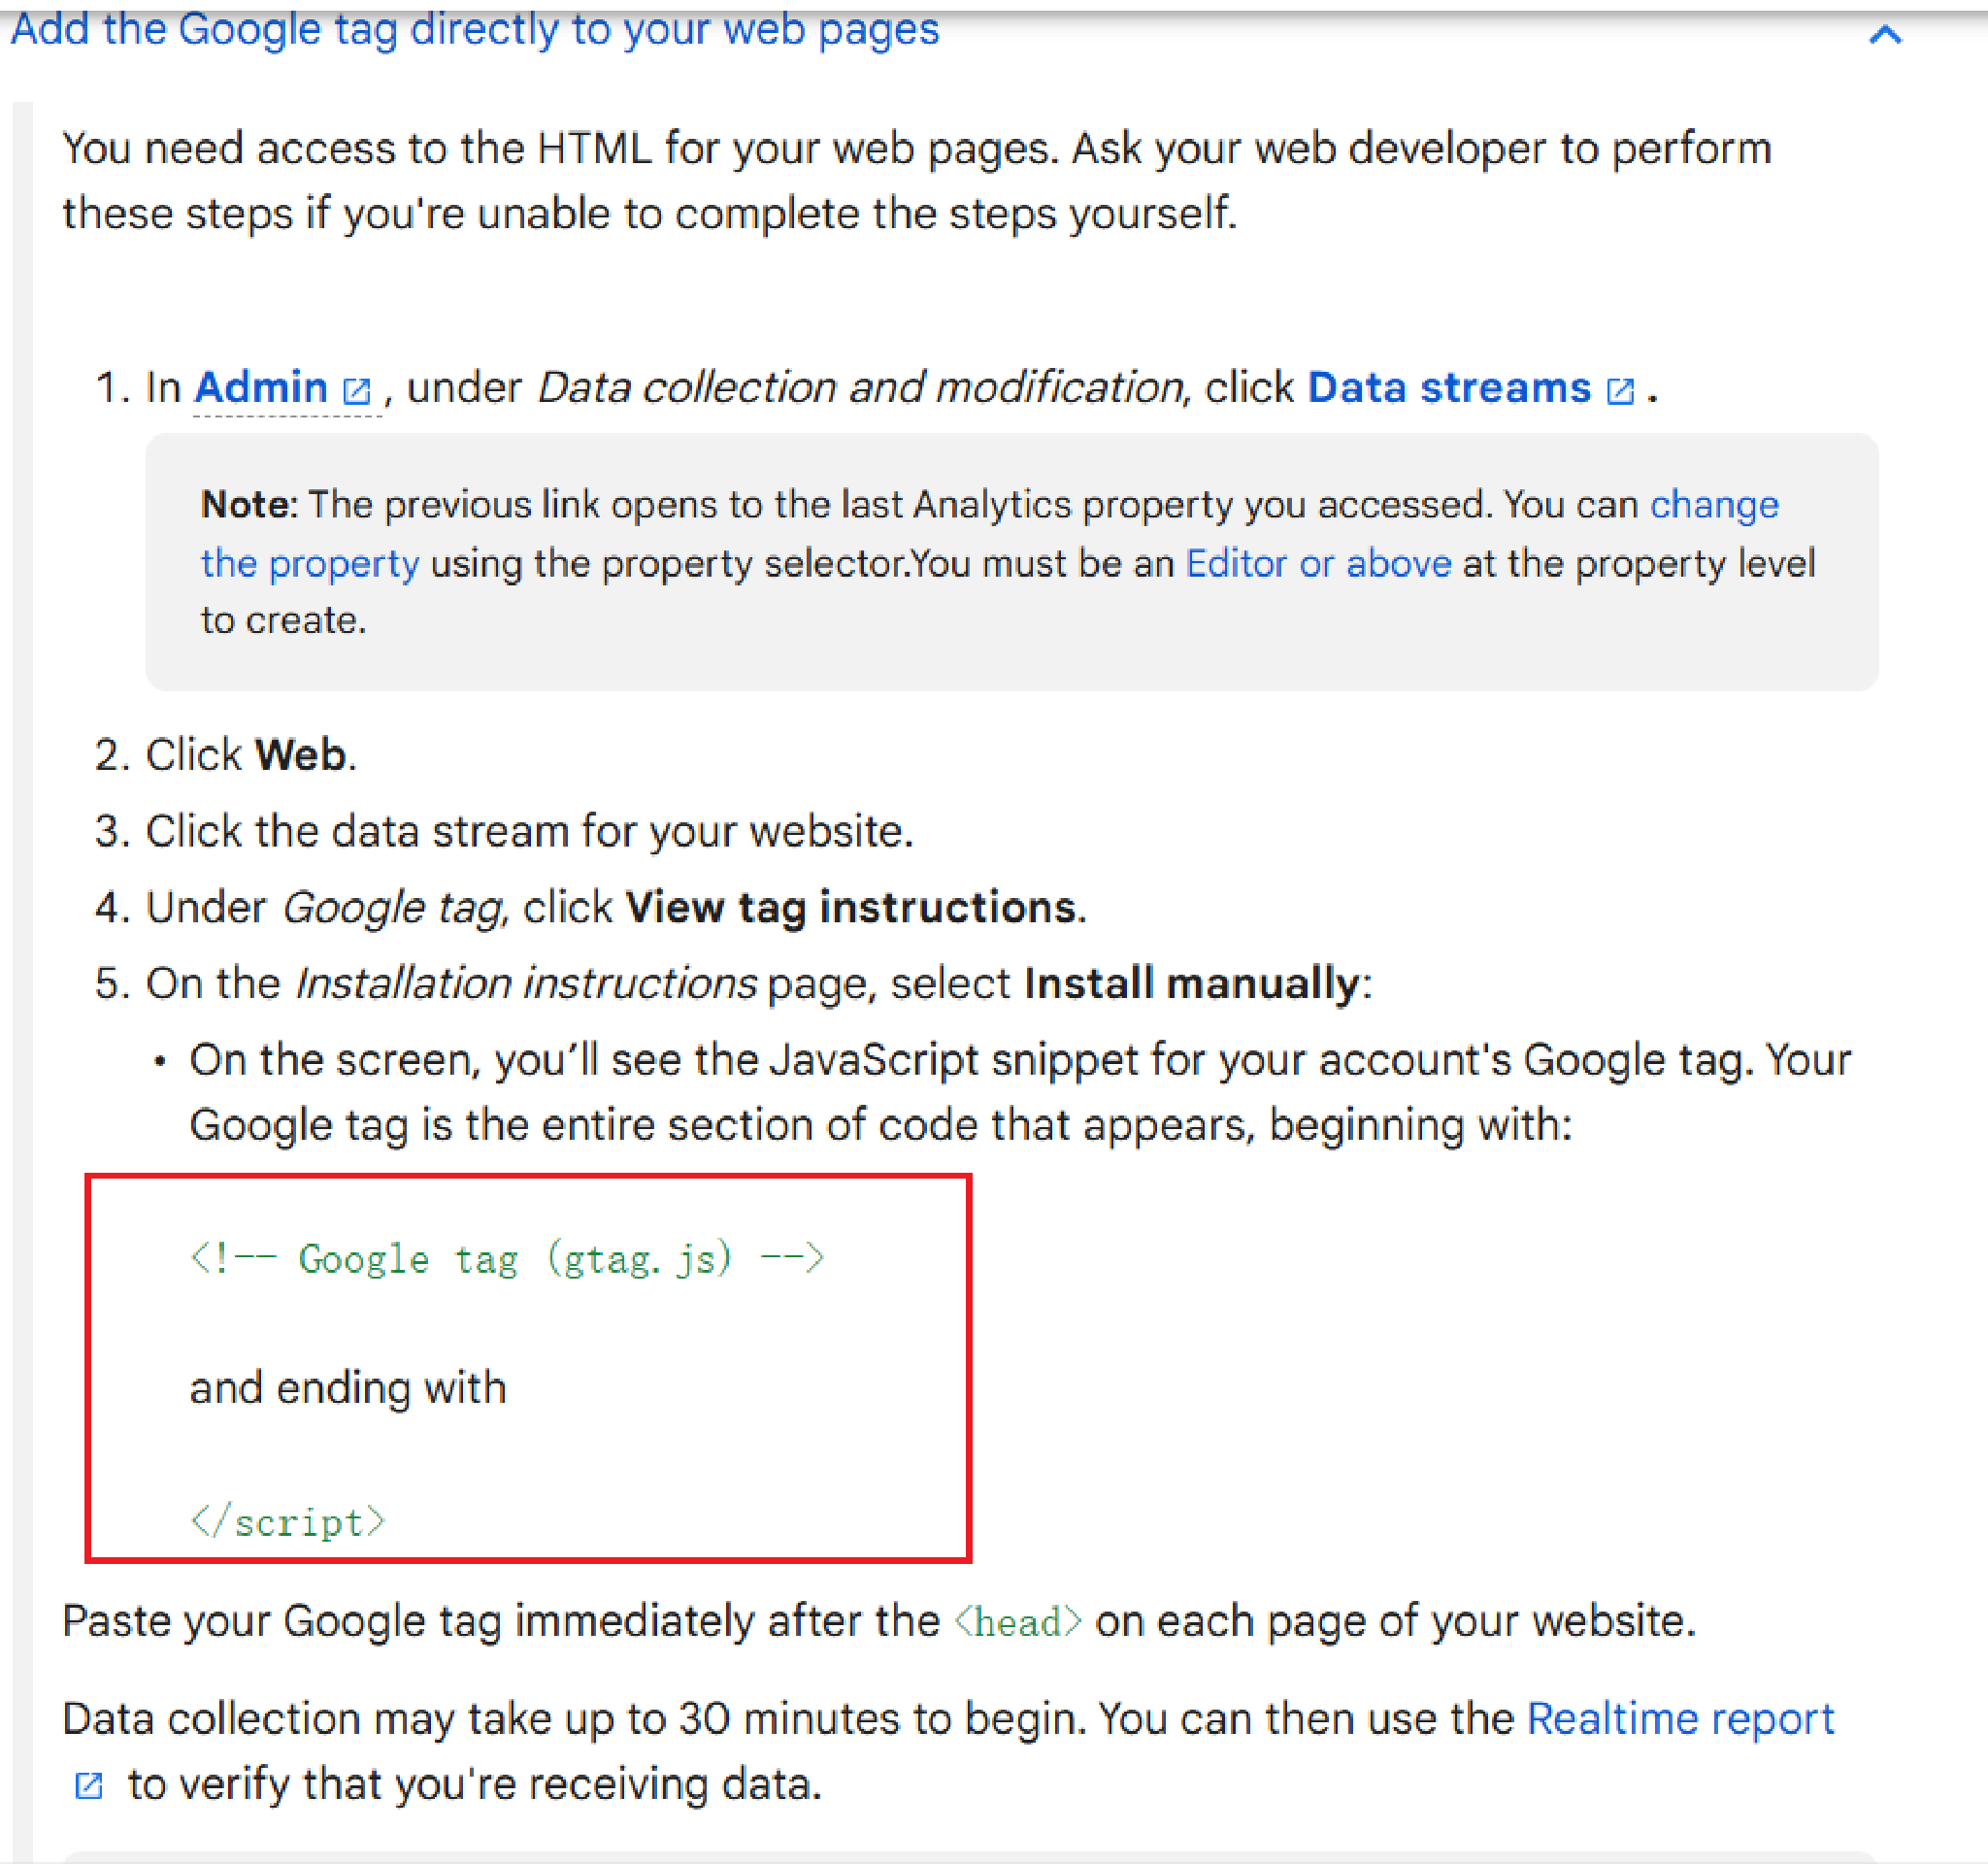 Add the Google tag directly to your web pages
You need access to the HTML for your web pages. Ask your web developer to perform
these steps if you're unable to complete the steps yourself.
1. In Admin , under Data collection and modification, click Data streams .
Note: The previous link opens to the last Analytics property you accessed. You can change
the property using the property selector.You must be an Editor or above at the property level
to create.
2. Click Web.
3. Click the data stream for your website.
4. Under Google tag, click View tag instructions.
5. On the Installation instructions page, select Install manually:
• On the screen, you’ll see the JavaScript snippet for your account's Google tag. Your
Google tag is the entire section of code that appears, beginning with:
<!-- Google tag (gtag.js) -->
and ending with
</script>
Paste your Google tag immediately after the <head> on each page of your website.
Data collection may take up to 30 minutes to begin. You can then use the Realtime report
to verify that you're receiving data.